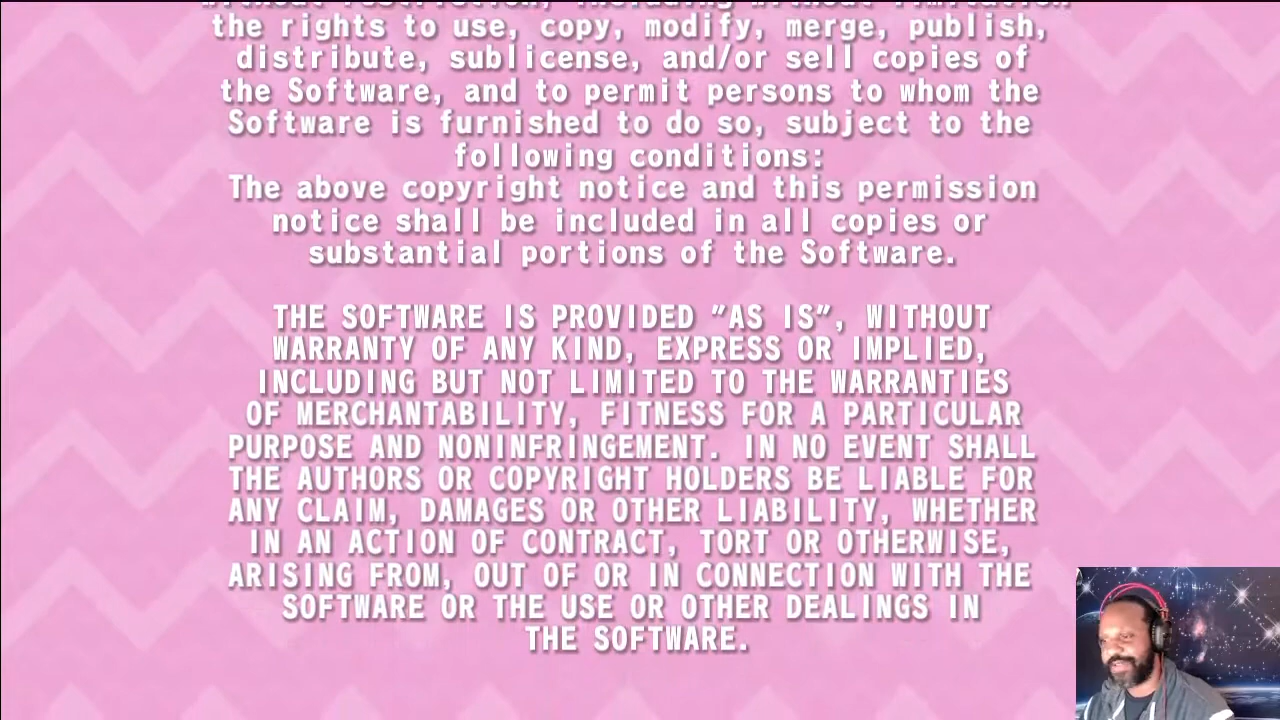 without restriction, including without limitation
the rights to use, copy, modify, merge, publish,
distribute, sublicense, and/or sell copies of
the Software, and to permit persons to whom the
Software is furnished to do so, subject to the
following conditions:
The above copyright notice and this permission
notice shall be included in all copies or
substantial portions of the Software.
THE SOFTWARE IS PROVIDED "AS IS", WITHOUT
WARRANTY OF ANY KIND, EXPRESS OR IMPLIED,
INCLUDING BUT NOT LIMITED TO THE WARRANTIES
OF MERCHANTABILITY, FITNESS FOR A PARTICULAR
PURPOSE AND NONINFRINGEMENT. IN NO EVENT SHALL
THE AUTHORS OR COPYRIGHT HOLDERS BE LIABLE FOR
ANY CLAIM, DAMAGES OR OTHER LIABILITY, WHETHER
IN AN ACTION OF CONTRACT, TORT OR OTHERWISE,
ARISING FROM, OUT OF OR IN CONNECTION WITH THE
SOFTWARE OR THE USE OR OTHER DEALINGS IN
THE SOFTWARE.